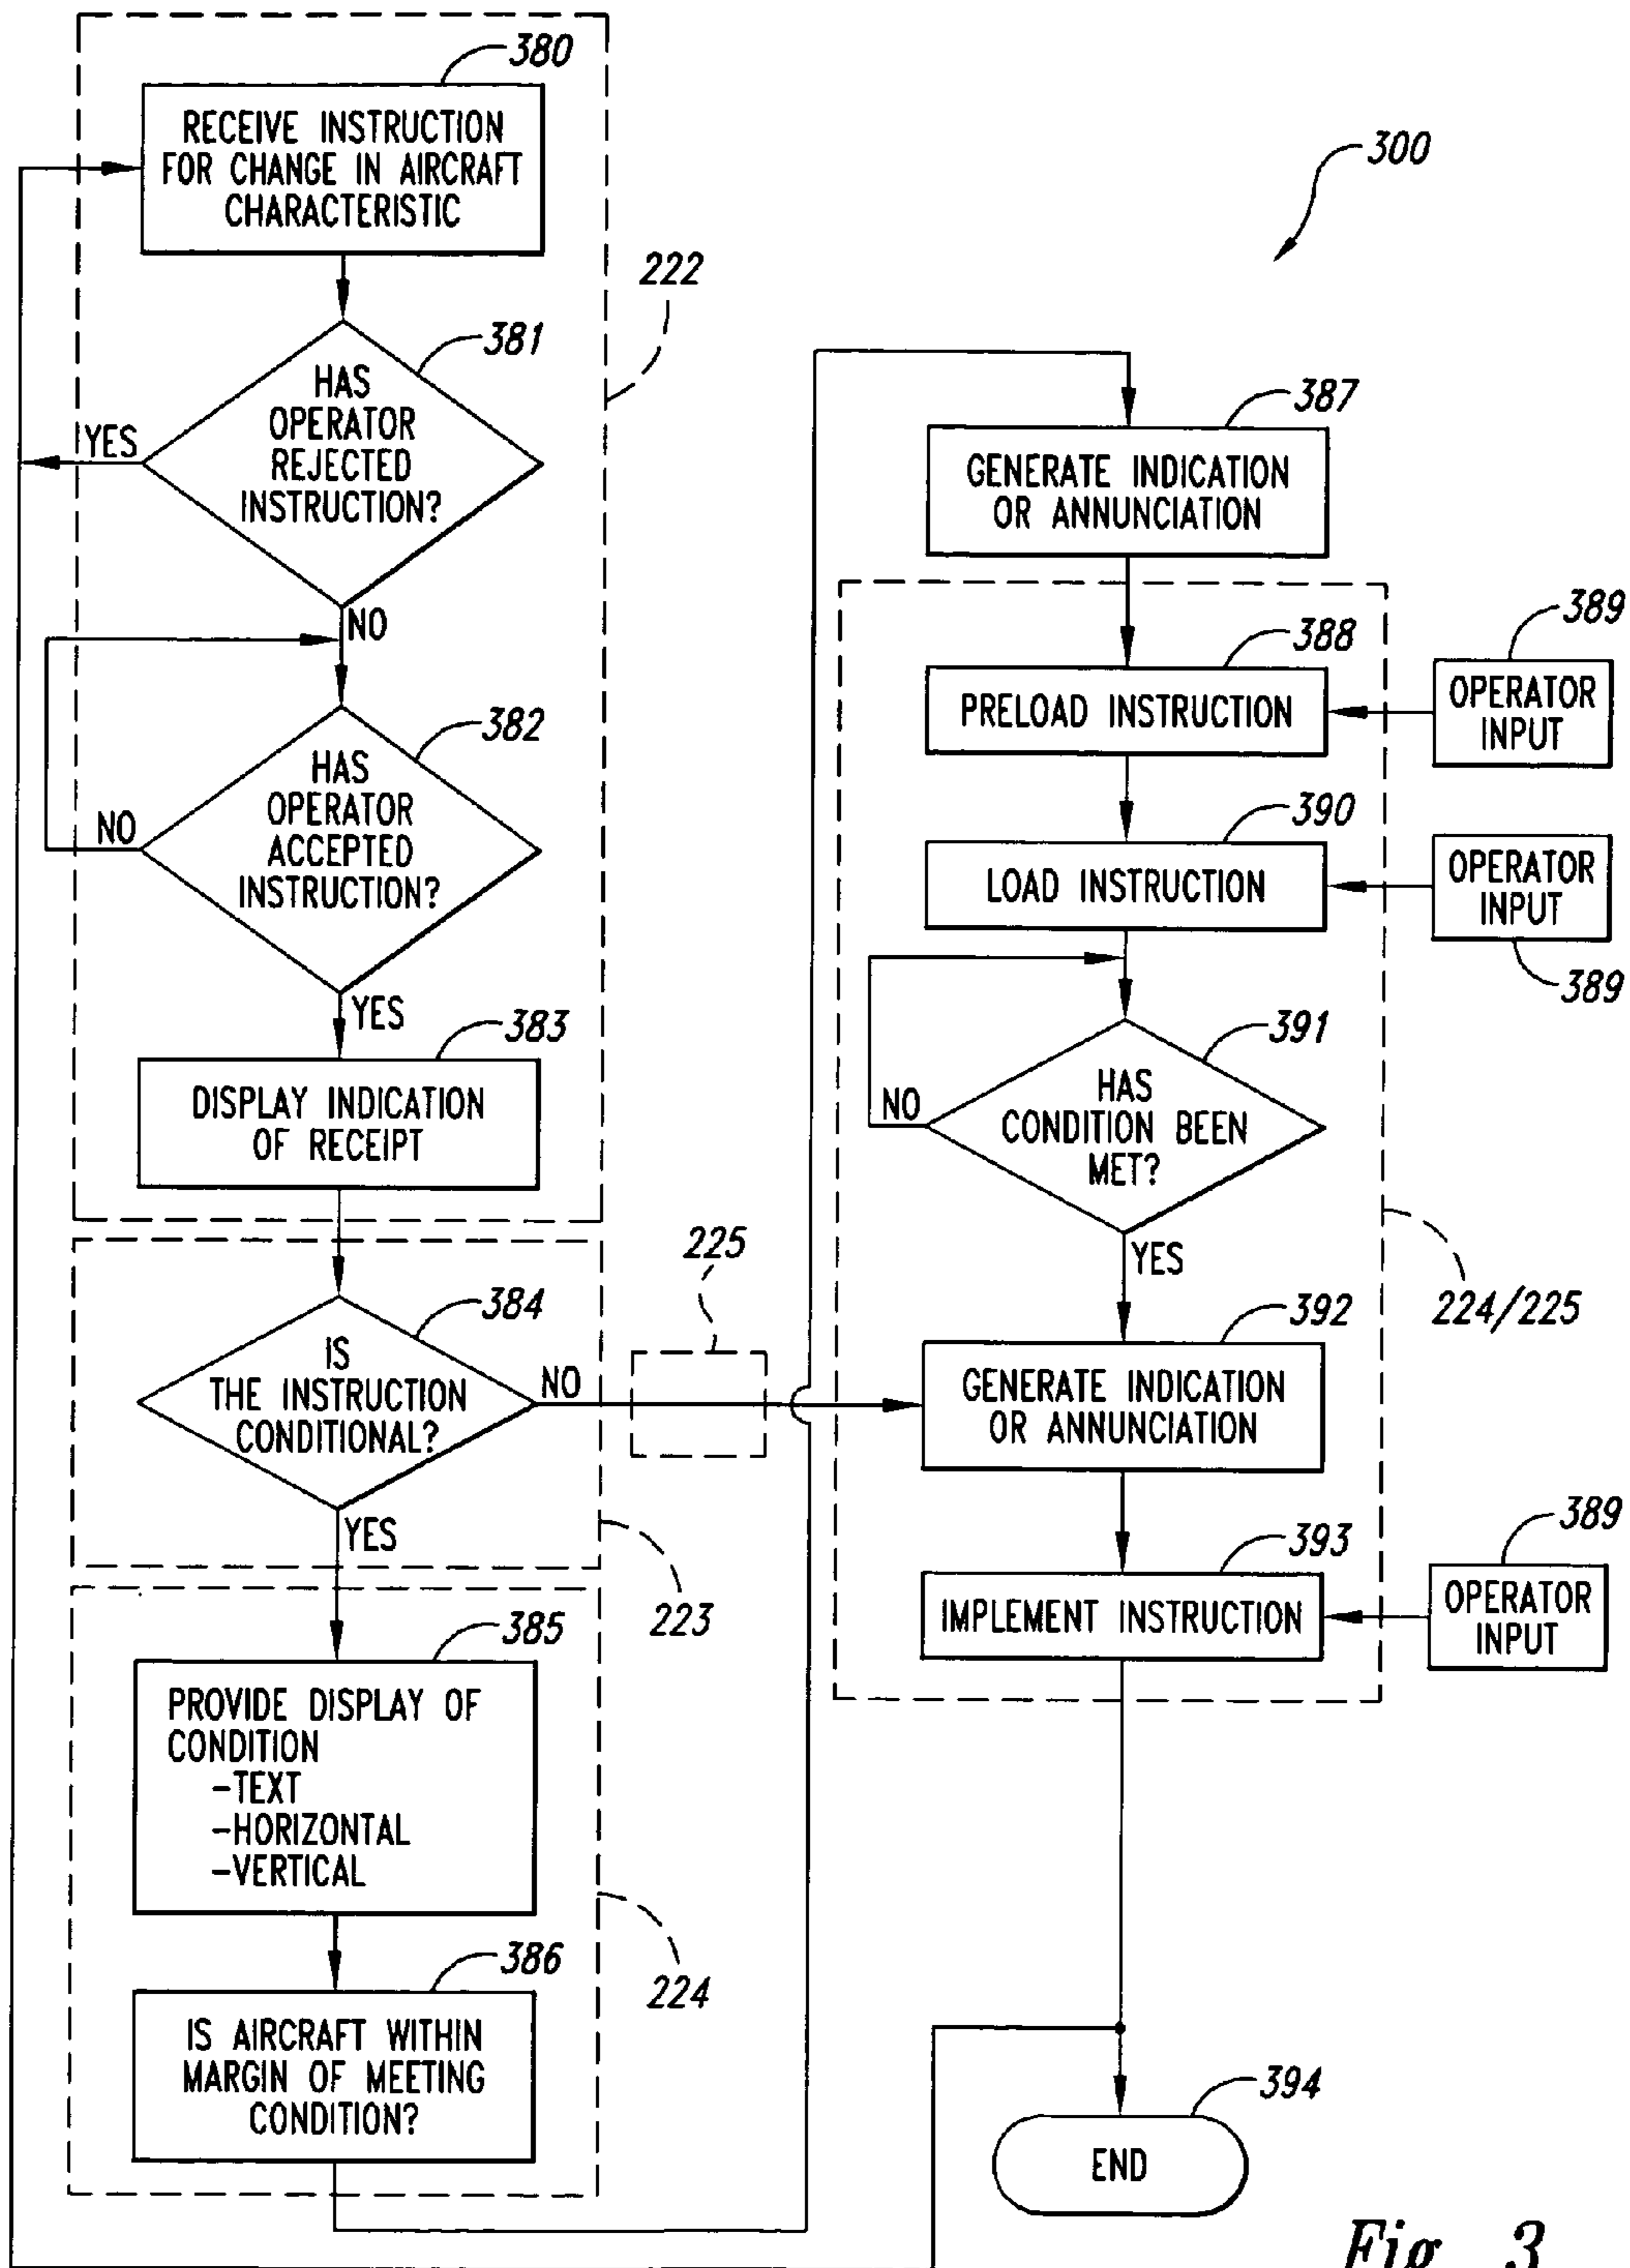 380
RECEIVE INSTRUCTION
FOR CHANGE IN AIRCRAFT
CHARACTERISTIC
222
381
HAS
OPERATOR
REJECTED
INSTRUCTION?
YES
NO
382
HAS
OPERATOR
ACCEPTED
INSTRUCTION?
NO
YES
383
DISPLAY INDICATION
OF RECEIPT
384
IS
THE INSTRUCTION
CONDITIONAL?
NO
225
YES
223
385
PROVIDE DISPLAY OF
CONDITION
-TEXT
-HORIZONTAL
-VERTICAL
386
IS AIRCRAFT WITHIN
MARGIN OF MEETING
CONDITION?
224
300
387
GENERATE INDICATION
OR ANNUNCIATION
388
PRELOAD INSTRUCTION
389
OPERATOR
INPUT
390
LOAD INSTRUCTION
OPERATOR
INPUT
389
391
HAS
CONDITION BEEN
MET?
NO
YES
224/225
392
GENERATE INDICATION
OR ANNUNCIATION
393
IMPLEMENT INSTRUCTION
389
OPERATOR
INPUT
394
END
Fig. 3